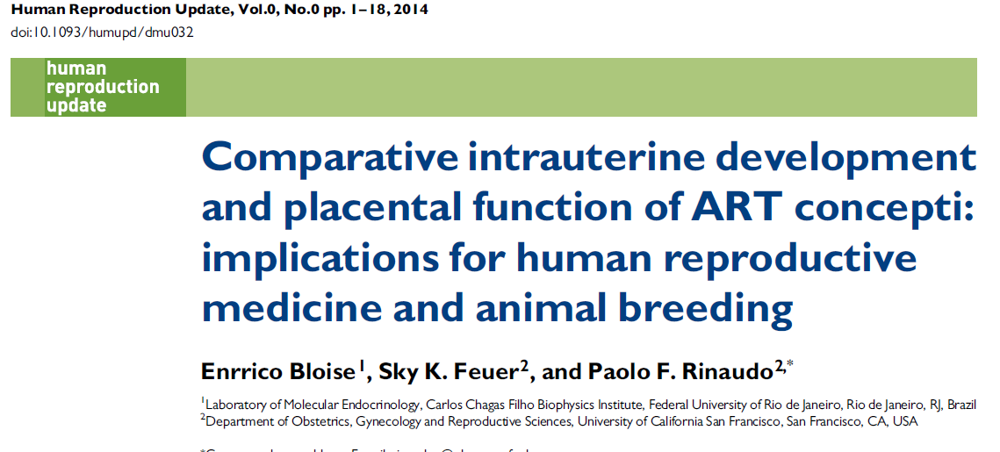 Human Reproduction Update, Vol.0, No.0 pp. 1–18, 2014
doi:10.1093/humupd/dmu032
human
reproduction
update
Comparative intrauterine development
and placental function of ART concepti:
implications for human reproductive
medicine and animal breeding
Enrrico Bloise1, Sky K. Feuer2, and Paolo F. Rinaudo2,*
1Laboratory of Molecular Endocrinology, Carlos Chagas Filho Biophysics Institute, Federal University of Rio de Janeiro, Rio de Janeiro, RJ, Brazil
2Department of Obstetrics, Gynecology and Reproductive Sciences, University of California San Francisco, San Francisco, CA, USA